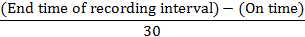 (End time of recording interval) − (On time)
30